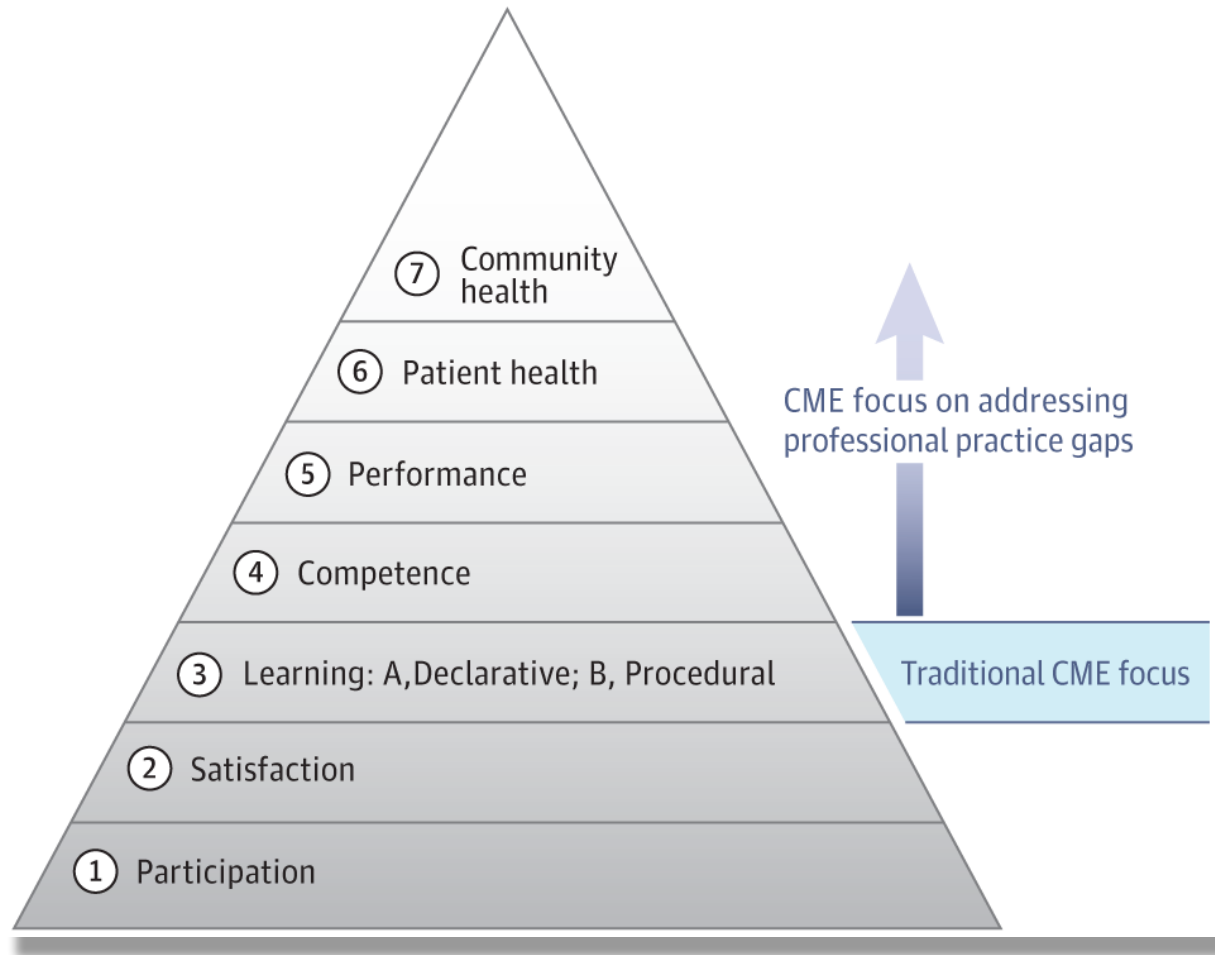 7 Community
health
6 Patient health
CME focus on addressing
professional practice gaps
5 Performance
4 Competence
3 Learning: A,Declarative; B, Procedural
Traditional CME focus
2 Satisfaction
1 Participation